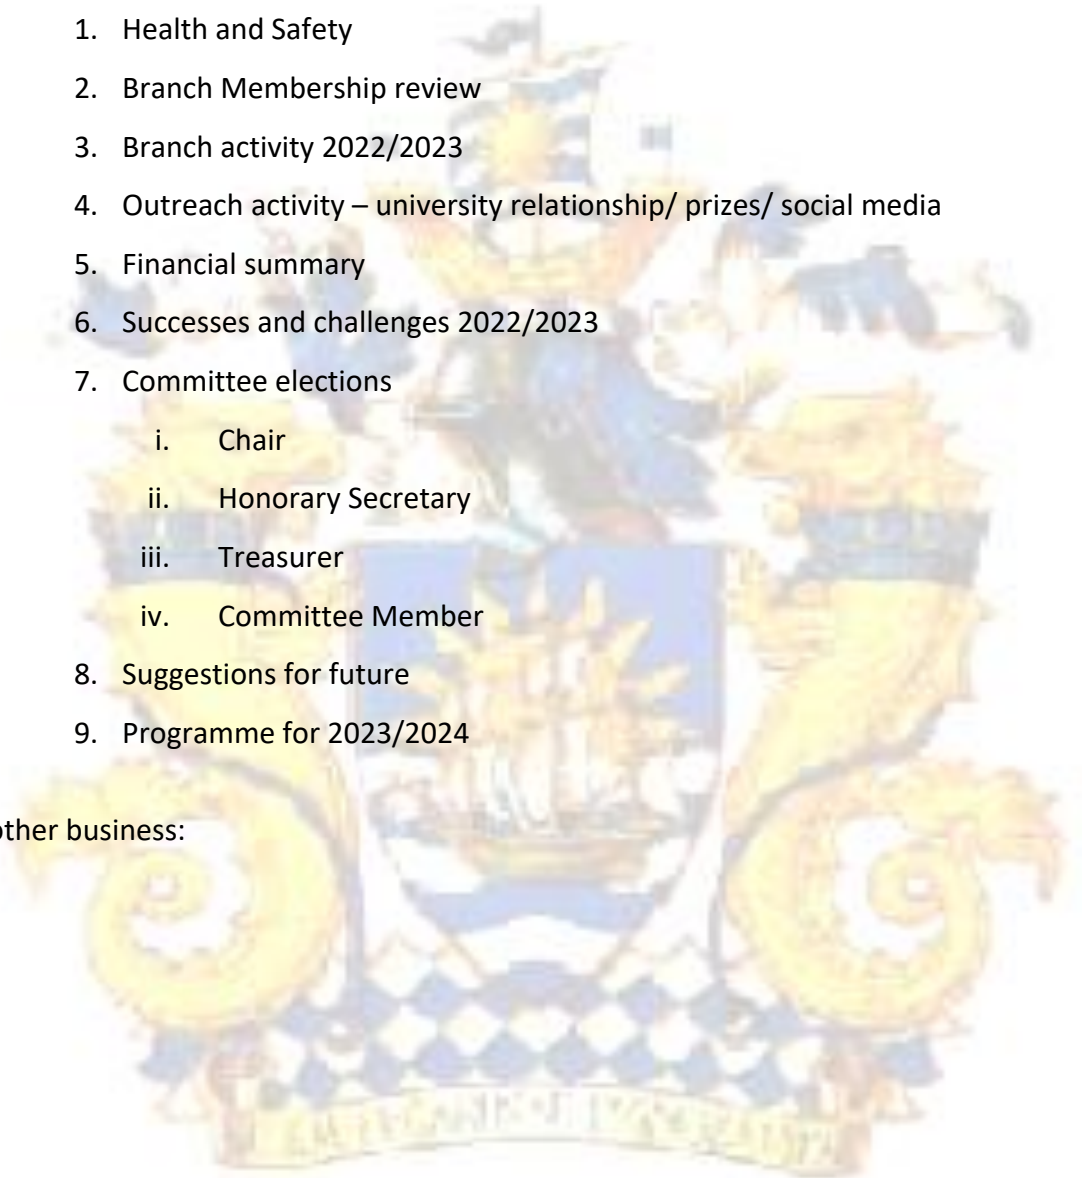 1. Health and Safety
2. Branch Membership review
3. Branch activity 2022/2023
4. Outreach activity – university relationship/ prizes/ social media
5. Financial summary
6. Successes and challenges 2022/2023
7. Committee elections
i. Chair
ii. Honorary Secretary
iii. Treasurer
iv. Committee Member
8. Suggestions for future
9. Programme for 2023/2024
other business: